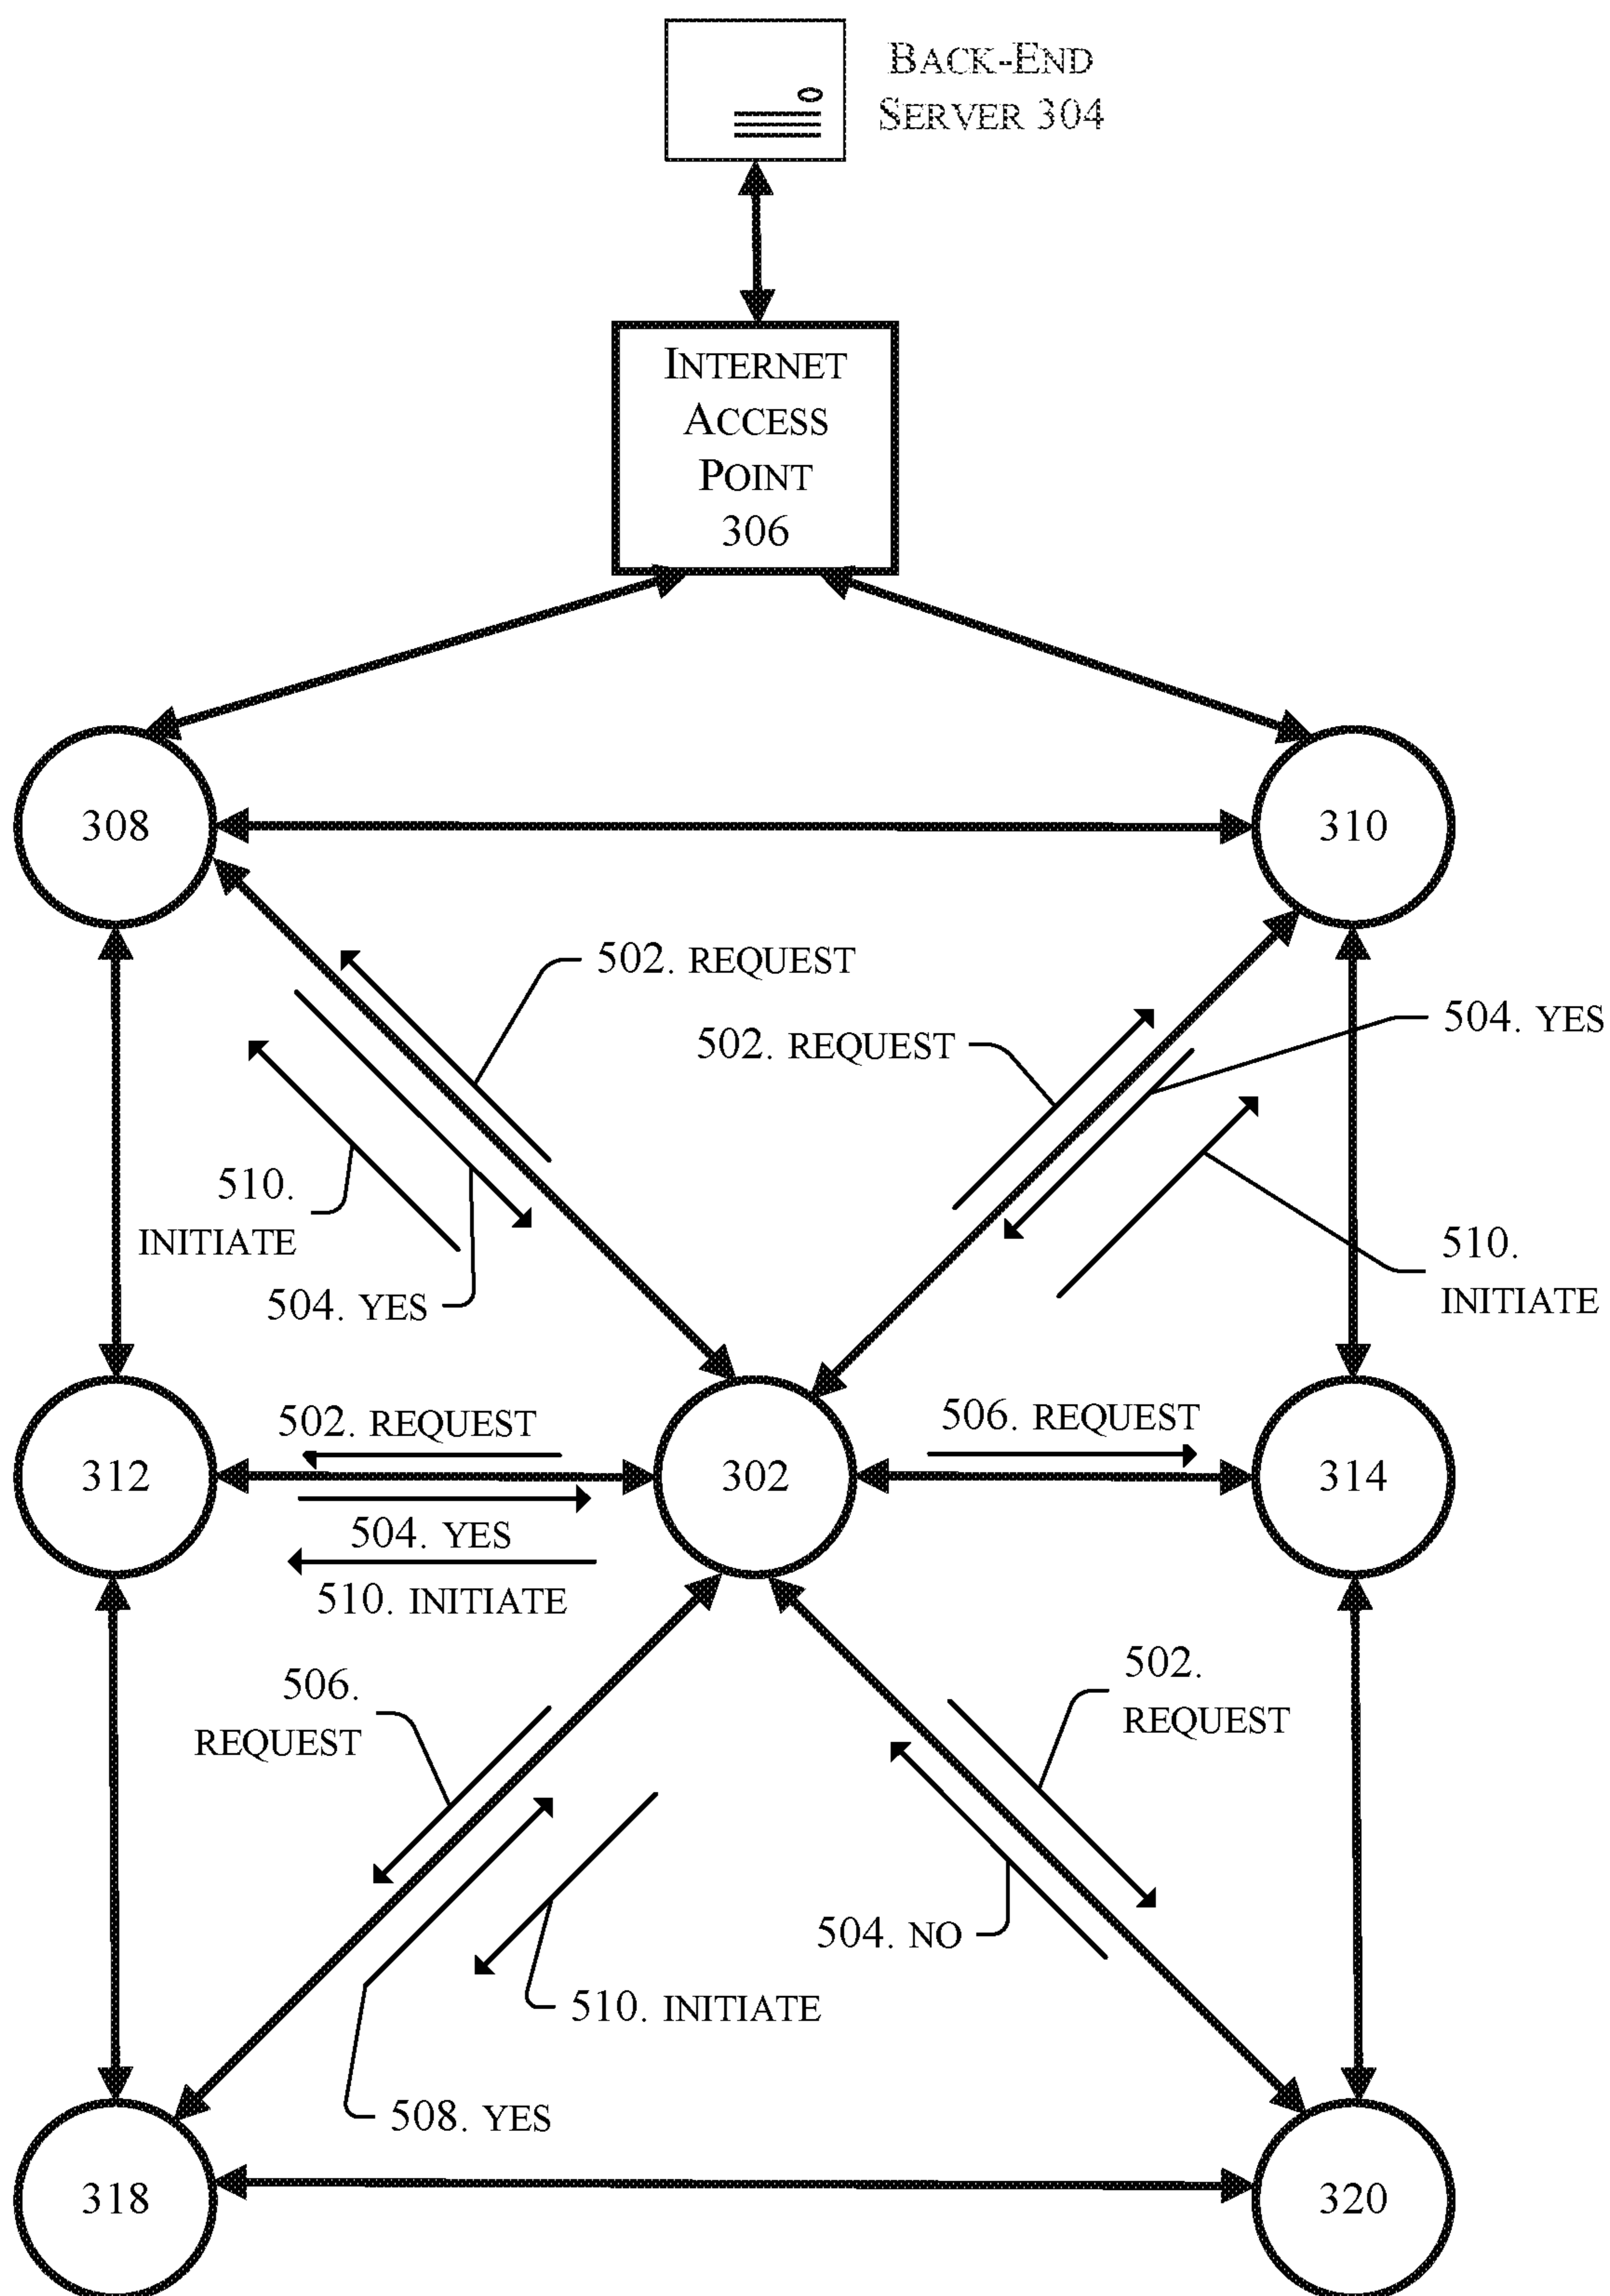 BACK-END
SERVER 304
INTERNET
ACCESS
POINT
306
308
310
502. REQUEST
504. YES
502. REQUEST
510.
INITIATE
504. YES
510.
INITIATE
312
502. REQUEST
504. YES
510. INITIATE
302
506. REQUEST
314
506.
REQUEST
502.
REQUEST
504. NO
510. INITIATE
508. YES
318
320